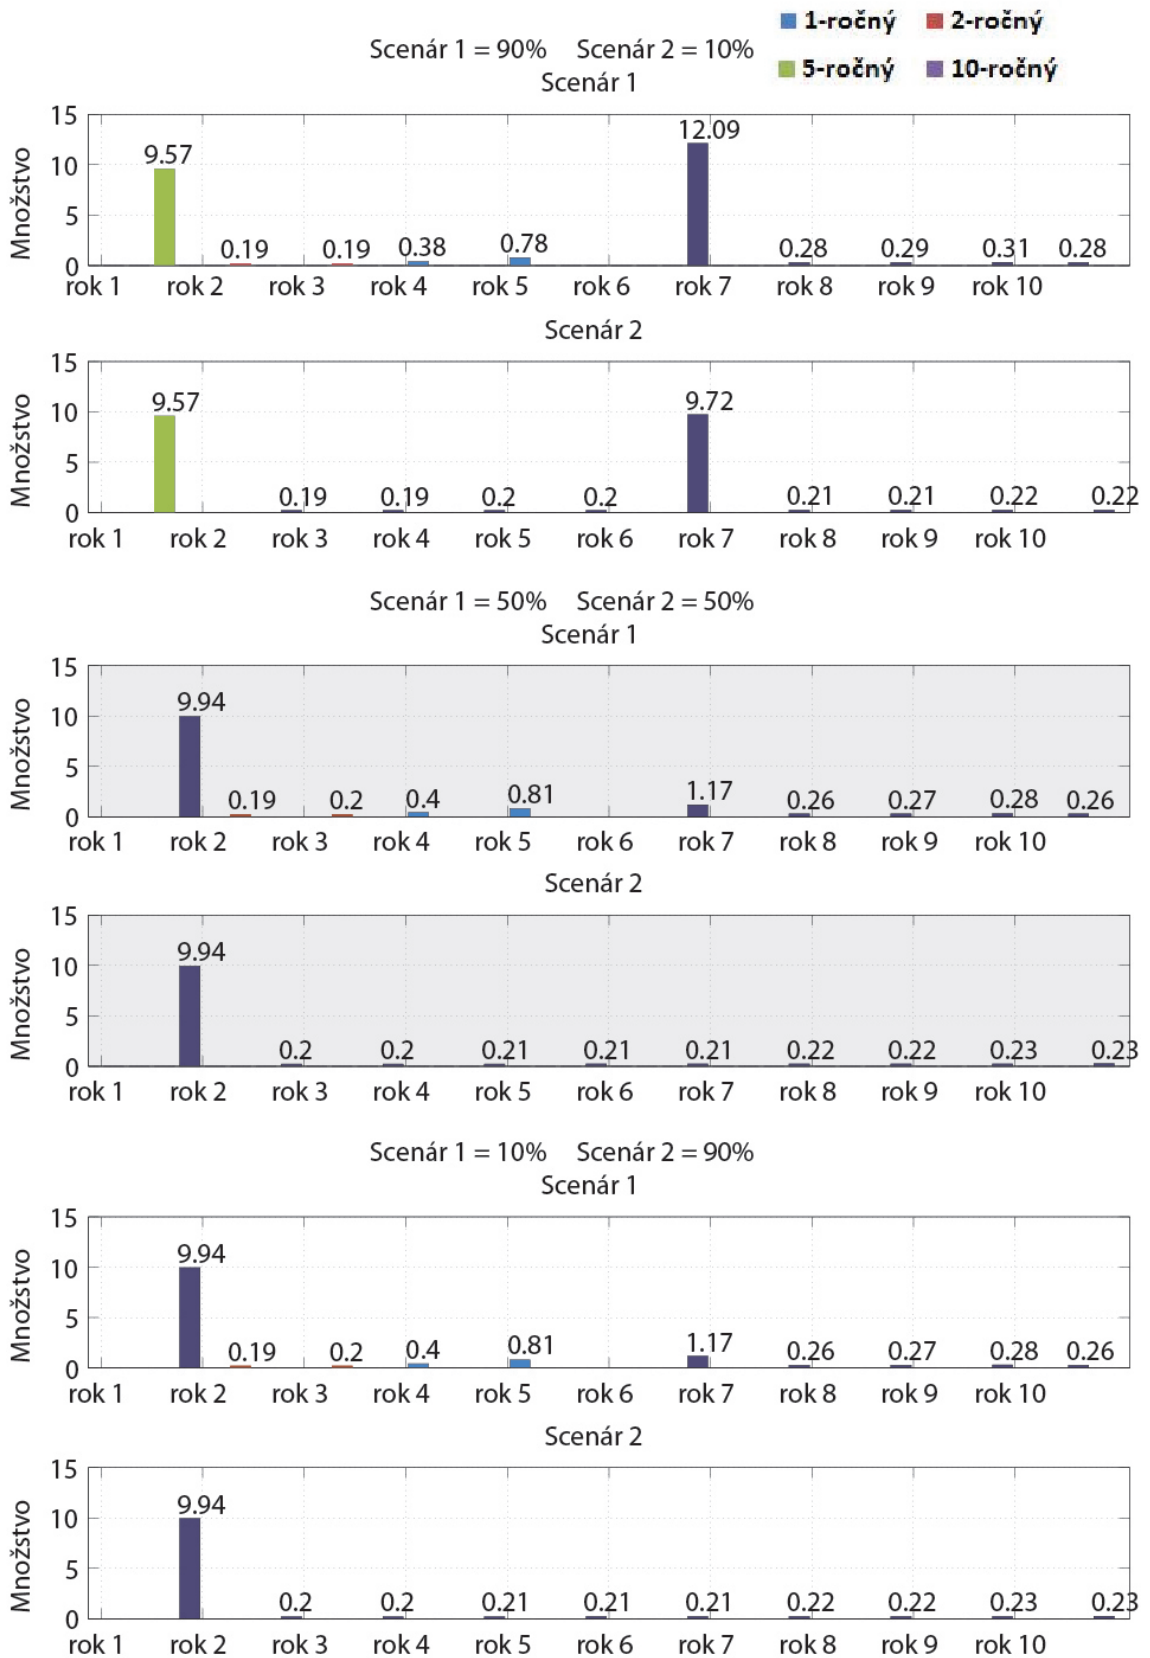 1-ročný 2-ročný
Scenár 1 = 90% Scenár 2 = 10%
5-ročný 10-ročný
Scenár 1
Množstvo
15
10
5
0
9.57 0.19 0.19 0.38 0.78 12.09 0.28 0.29 0.31 0.28
rok 1 rok 2 rok 3 rok 4 rok 5 rok 6 rok 7 rok 8 rok 9 rok 10
Scenár 2
Množstvo
15
10
5
0
9.57 0.19 0.19 0.2 0.2 9.72 0.21 0.21 0.22 0.22
rok 1 rok 2 rok 3 rok 4 rok 5 rok 6 rok 7 rok 8 rok 9 rok 10
Scenár 1 = 50% Scenár 2 = 50%
Scenár 1
Množstvo
15
10
5
0
9.94 0.19 0.2 0.4 0.81 1.17 0.26 0.27 0.28 0.26
rok 1 rok 2 rok 3 rok 4 rok 5 rok 6 rok 7 rok 8 rok 9 rok 10
Scenár 2
Množstvo
15
10
5
0
9.94 0.2 0.2 0.21 0.21 0.21 0.22 0.22 0.23 0.23
rok 1 rok 2 rok 3 rok 4 rok 5 rok 6 rok 7 rok 8 rok 9 rok 10
Scenár 1 = 10% Scenár 2 = 90%
Scenár 1
Množstvo
15
10
5
0
9.94 0.19 0.2 0.4 0.81 1.17 0.26 0.27 0.28 0.26
rok 1 rok 2 rok 3 rok 4 rok 5 rok 6 rok 7 rok 8 rok 9 rok 10
Scenár 2
Množstvo
15
10
5
0
9.94 0.2 0.2 0.21 0.21 0.21 0.22 0.22 0.23 0.23
rok 1 rok 2 rok 3 rok 4 rok 5 rok 6 rok 7 rok 8 rok 9 rok 10